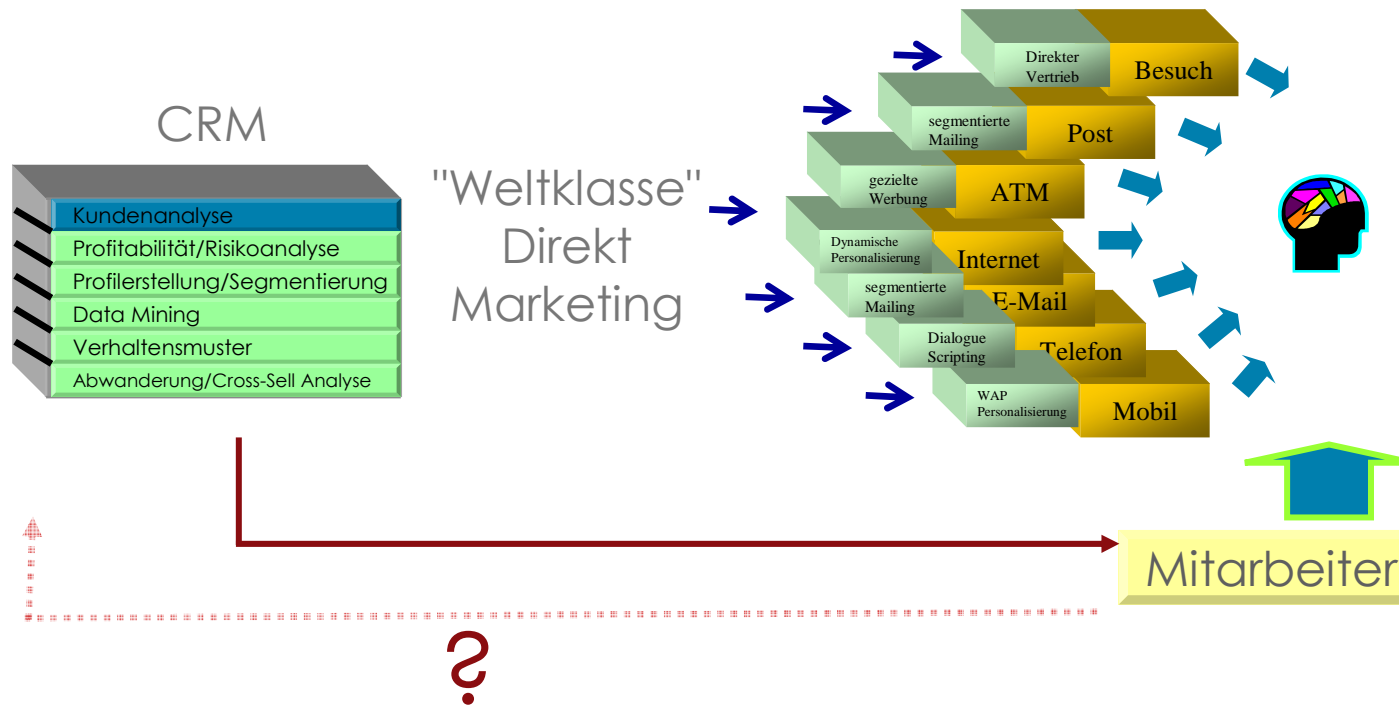 CRM
Kundenanalyse
Profitabilität/Risikoanalyse
Profilerstellung/Segmentierung
Data Mining
Verhaltensmuster
Abwanderung/Cross-Sell Analyse
"Weltklasse"
Direkt
Marketing
Direkter
Vertrieb
Besuch
segmentierte
Mailing
Post
gezielte
Werbung
ATM
Dynamische
Personalisierung
Internet
segmentierte
Mailing
E-Mail
Dialogue
Scripting
Telefon
WAP
Personalisierung
Mobil
Mitarbeiter
?